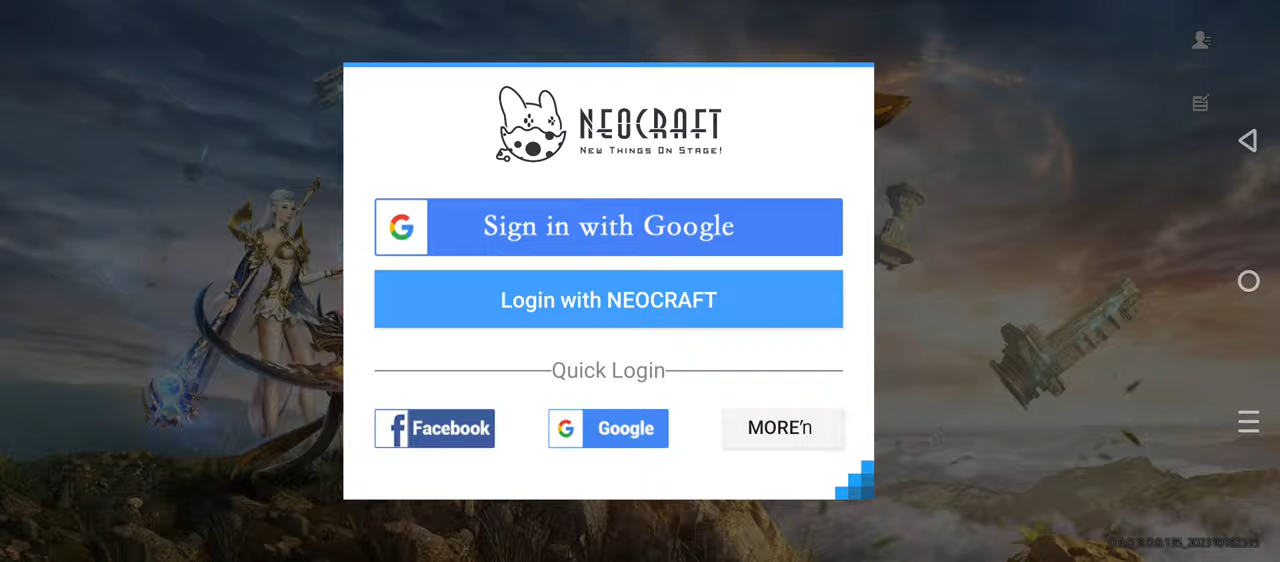 NEOCRAFT
NEW THINGS ON STAGE!
Sign in with Google
Login with NEOCRAFT
Quick Login
Facebook
Google
MORE'n